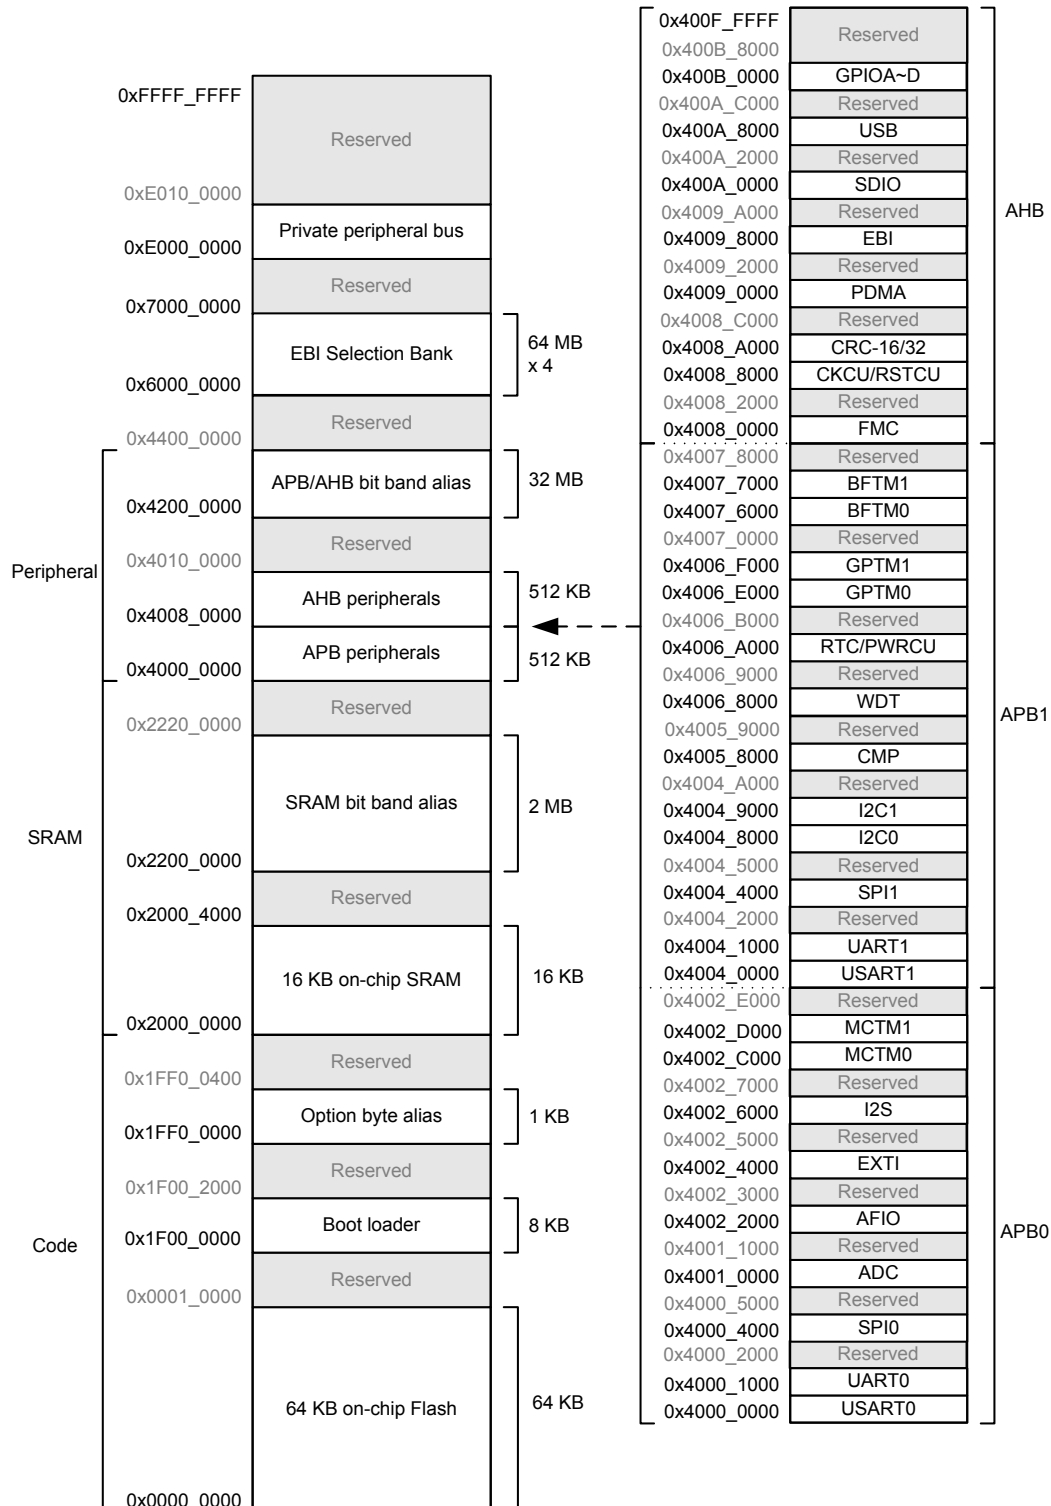 0xFFFF_FFFF
Reserved
0xE010_0000
Private peripheral bus
0xE000_0000
Reserved
0x7000_0000
EBI Selection Bank
64 MB
x 4
0x6000_0000
Reserved
0x4400_0000
APB/AHB bit band alias
32 MB
0x4200_0000
Reserved
0x4010_0000
Peripheral
AHB peripherals
512 KB
0x4008_0000
APB peripherals
512 KB
0x4000_0000
Reserved
0x2220_0000
SRAM bit band alias
2 MB
SRAM
0x2200_0000
Reserved
0x2000_4000
16 KB on-chip SRAM
16 KB
0x2000_0000
Reserved
0x1FF0_0400
Option byte alias
1 KB
0x1FF0_0000
Reserved
0x1F00_2000
Boot loader
8 KB
0x1F00_0000
Code
Reserved
0x0001_0000
64 KB on-chip Flash
64 KB
0x0000_0000
0x400F_FFFF
Reserved
0x400B_8000
0x400B_0000 GPIOA~D
0x400A_C000 Reserved
0x400A_8000 USB
0x400A_2000 Reserved
0x400A_0000 SDIO
0x4009_A000 Reserved
AHB
0x4009_8000 EBI
0x4009_2000 Reserved
0x4009_0000 PDMA
0x4008_C000 Reserved
0x4008_A000 CRC-16/32
0x4008_8000 CKCU/RSTCU
0x4008_2000 Reserved
0x4008_0000 FMC
0x4007_8000 Reserved
0x4007_7000 BFTM1
0x4007_6000 BFTM0
0x4007_0000 Reserved
0x4006_F000 GPTM1
0x4006_E000 GPTM0
0x4006_B000 Reserved
0x4006_A000 RTC/PWRCU
0x4006_9000 Reserved
0x4006_8000 WDT
APB1
0x4005_9000 Reserved
0x4005_8000 CMP
0x4004_A000 Reserved
0x4004_9000 I2C1
0x4004_8000 I2C0
0x4004_5000 Reserved
0x4004_4000 SPI1
0x4004_2000 Reserved
0x4004_1000 UART1
0x4004_0000 USART1
0x4002_E000 Reserved
0x4002_D000 MCTM1
0x4002_C000 MCTM0
0x4002_7000 Reserved
0x4002_6000 I2S
0x4002_5000 Reserved
0x4002_4000 EXTI
0x4002_3000 Reserved
0x4002_2000 AFIO
APB0
0x4001_1000 Reserved
0x4001_0000 ADC
0x4000_5000 Reserved
0x4000_4000 SPI0
0x4000_2000 Reserved
0x4000_1000 UART0
0x4000_0000 USART0